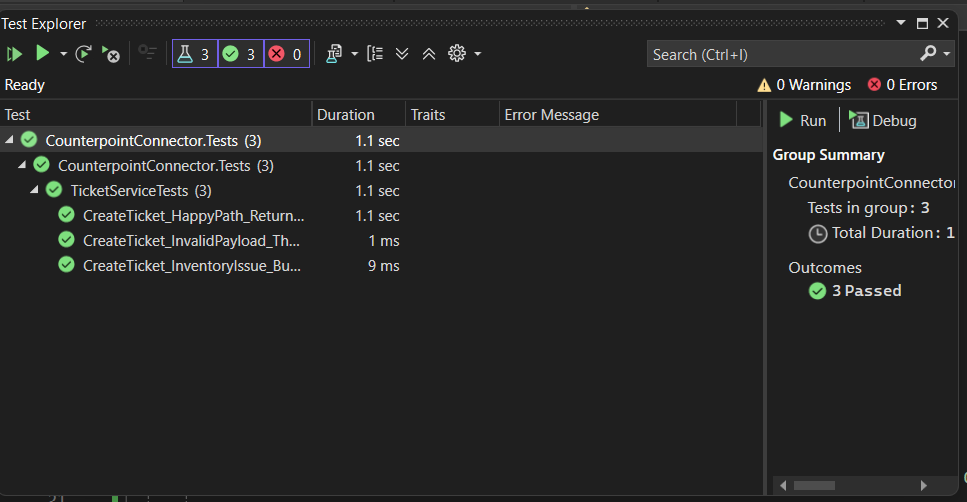 Test Explorer
3 3 0
Search (Ctrl+I)
Ready
0 Warnings 0 Errors
Test Duration Traits Error Message
Run Debug
Group Summary
CounterpointConnector.Tests (3) 1.1 sec
CounterpointConnector.Tests (3) 1.1 sec
TicketServiceTests (3) 1.1 sec
CreateTicket_HappyPath_Return... 1.1 sec
CreateTicket_InvalidPayload_Th... 1 ms
CreateTicket_InventoryIssue_Bu... 9 ms
CounterpointConnector
Tests in group: 3
Total Duration: 1
Outcomes
3 Passed